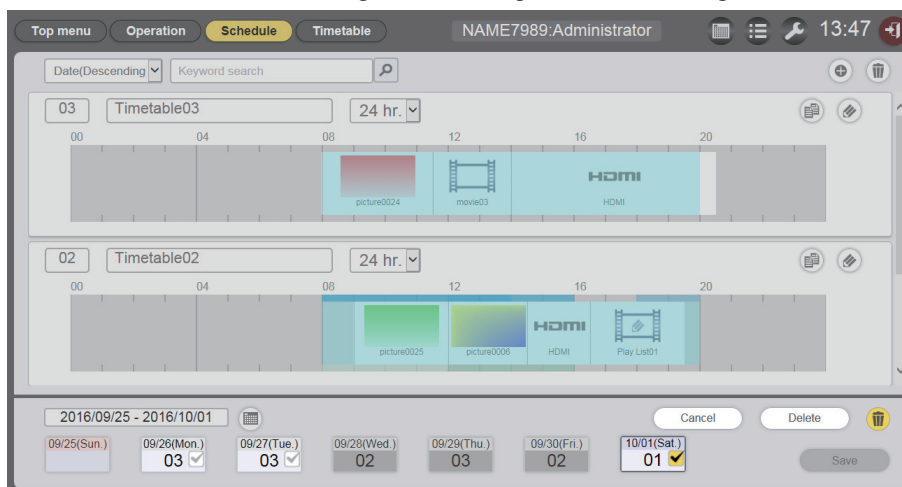 Top menu Operation Schedule Timetable NAME7989:Administrator 13:47
Date(Descending Keyword search
03 Timetable03 24 hr.
00 04 08 12 16 20
HDMI
picture0024 movie03 HDMI
02 Timetable02 24 hr.
00 04 08 12 16 20
HDMI
picture0025 picture0006 HDMI Play List01
2016/09/25 - 2016/10/01 Cancel Delete
09/25(Sun.) 09/26(Mon.) 09/27(Tue.) 09/28(Wed.) 09/29(Thu.) 09/30(Fri.) 10/01(Sat.)
03 03 02 03 02 01 Save